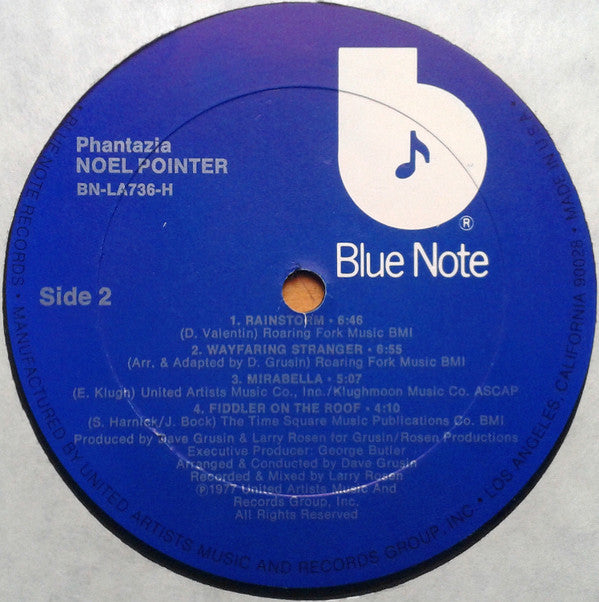 Phantazia
NOEL POINTER
BN-LA736-H
®
Blue Note
Side 2
1. RAINSTORM • 6:46
(D. Valentin) Roaring Fork Music BMI
2. WAYFARING STRANGER • 6:55
(Arr. & Adapted by D. Grusin) Roaring Fork Music BMI
3. MIRABELLA • 5:07
(E. Klugh) United Artists Music Co., Inc./Klughmoon Music Co. ASCAP
4. FIDDLER ON THE ROOF • 4:10
(S. Harnick/J. Bock) The Time Square Music Publications Co. BMI
Produced by Dave Grusin & Larry Rosen for Grusin/Rosen Productions
Executive Producer: George Butler
Arranged & Conducted by Dave Grusin
Recorded & Mixed by Larry Rosen
℗1977 United Artists Music And
Records Group, Inc.
All Rights Reserved
• BLUE NOTE RECORDS • MANUFACTURED BY UNITED ARTISTS MUSIC AND RECORDS GROUP, INC. • LOS ANGELES, CALIFORNIA 90028 • MADE IN U.S.A. •